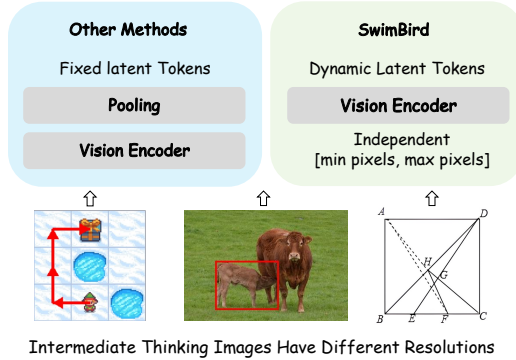 Other Methods
Fixed latent Tokens
Pooling
Vision Encoder
SwimBird
Dynamic Latent Tokens
Vision Encoder
Independent
[min pixels, max pixels]
A
D
H
G
B
E
F
C
Intermediate Thinking Images Have Different Resolutions